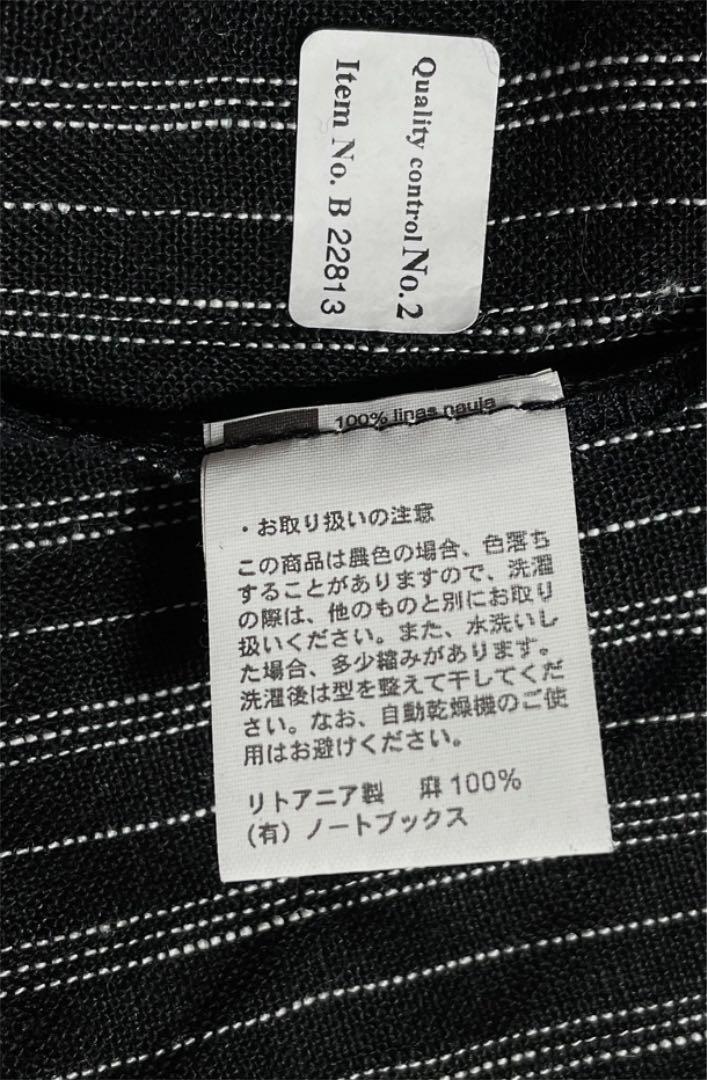 Quality control No.2
Item No. B 22813
100% linas nauja
・お取り扱いの注意
この商品は農色の場合、色落ち
することがありますので、洗濯
の際は、他のものと別にお取り
扱いください。また、水洗いし
た場合、多少縮みがあります。
洗濯後は型を整えて干してくだ
さい。なお、自動乾燥機のご使
用はお避けください。
リトアニア製 麻100%
(有) ノートブックス